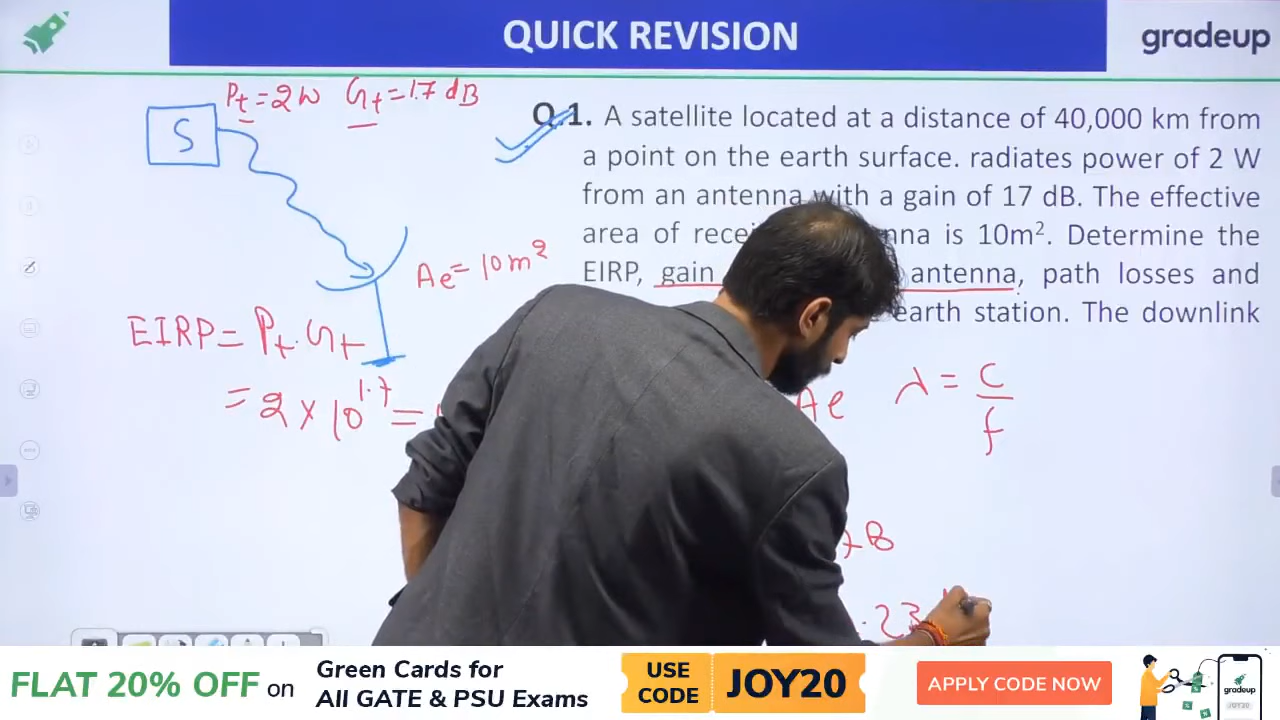 QUICK REVISION
gradeup
Pt = 2W Gt = 17 dB
S
Q.1. A satellite located at a distance of 40,000 km from
a point on the earth surface. radiates power of 2 W
from an antenna with a gain of 17 dB. The effective
area of is 10m². Determine the
EIRP, gain antenna, path losses and
earth station. The downlink
Ae = 10m²
EIRP = Pt. Gt
= 2 × 10^1.7 =
Ae λ = c/f
B
.23
FLAT 20% OFF on
Green Cards for
All GATE & PSU Exams
USE
CODE
JOY20
APPLY CODE NOW
gradeup
JOY20